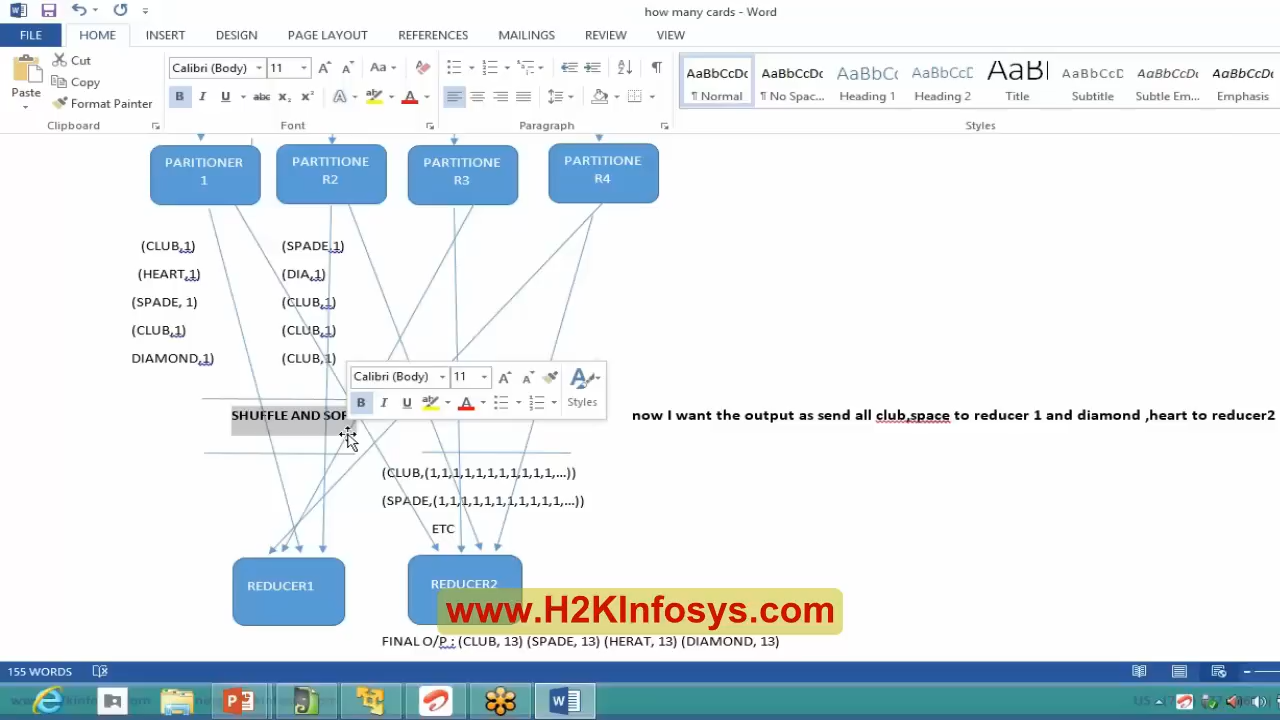 how many cards - Word
FILE HOME INSERT DESIGN PAGE LAYOUT REFERENCES MAILINGS REVIEW VIEW
Paste
Cut
Copy
Format Painter
Clipboard
Calibri (Body) 11
Font
Paragraph
AaBbCcDc AaBbCcDc AaBbC AaBbCcD AaB AaBbCcD AaBbCcDc AaBbCcDc
¶ Normal ¶ No Spac... Heading 1 Heading 2 Title Subtitle Subtle Em... Emphasis
Styles
PARITIONER
1
PARTITIONE
R2
PARTITIONE
R3
PARTITIONE
R4
(CLUB,1) (SPADE,1)
(HEART,1) (DIA,1)
(SPADE, 1) (CLUB,1)
(CLUB,1) (CLUB,1)
DIAMOND,1) (CLUB,1)
Calibri (Body) 11
B I U Styles
SHUFFLE AND SOR
now I want the output as send all club,space to reducer 1 and diamond ,heart to reducer2
(CLUB,(1,1,1,1,1,1,1,1,1,1,1,...))
(SPADE,(1,1,1,1,1,1,1,1,1,1,1,...))
ETC
REDUCER1
REDUCER2
www.H2KInfosys.com
FINAL O/P : (CLUB, 13) (SPADE, 13) (HERAT, 13) (DIAMOND, 13)
155 WORDS